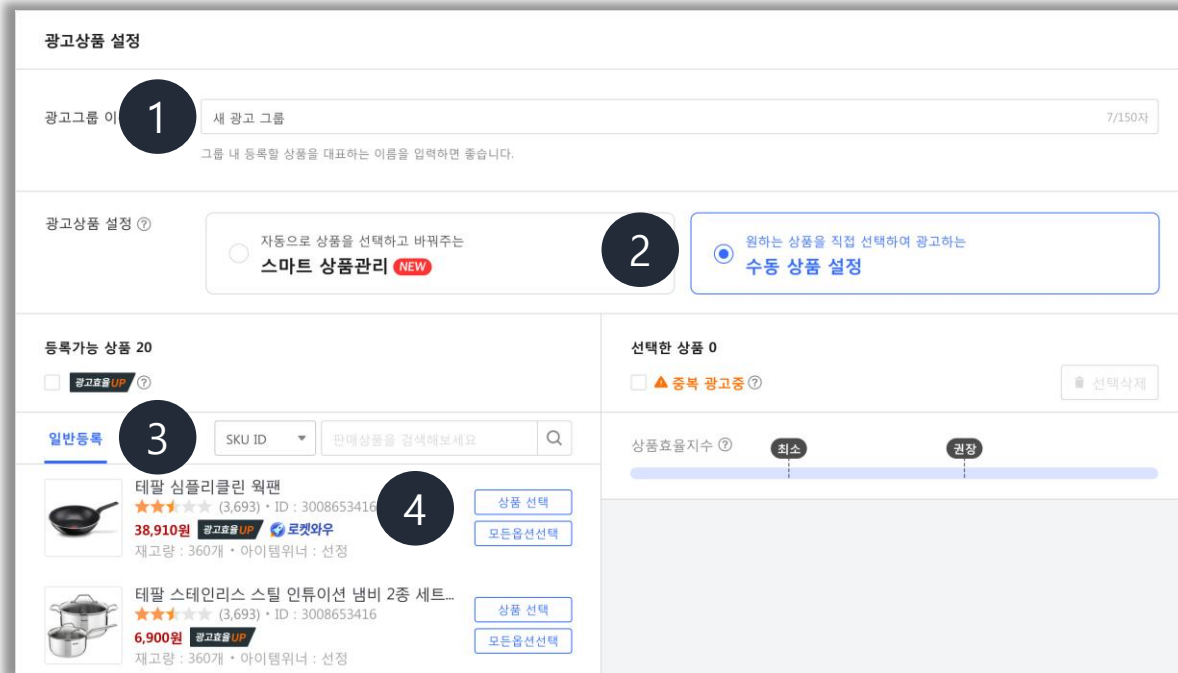 광고상품 설정
광고그룹 이
1
새 광고 그룹
7/150자
그룹 내 등록할 상품을 대표하는 이름을 입력하면 좋습니다.
광고상품 설정 ?
자동으로 상품을 선택하고 바꿔주는
스마트 상품관리 NEW
2
원하는 상품을 직접 선택하여 광고하는
수동 상품 설정
등록가능 상품 20
광고효율UP ?
선택한 상품 0
중복 광고중 ?
선택삭제
일반등록
3
SKU ID
판매상품을 검색해보세요
상품효율지수 ?
최소
권장
테팔 심플리클린 웍팬
(3,693) • ID : 3008653416
38,910원 광고효율UP 로켓와우
재고량 : 360개 • 아이템위너 : 선정
4
상품 선택
모든옵션선택
테팔 스테인리스 스틸 인튜이션 냄비 2종 세트...
(3,693) • ID : 3008653416
6,900원 광고효율UP
재고량 : 360개 • 아이템위너 : 선정
상품 선택
모든옵션선택